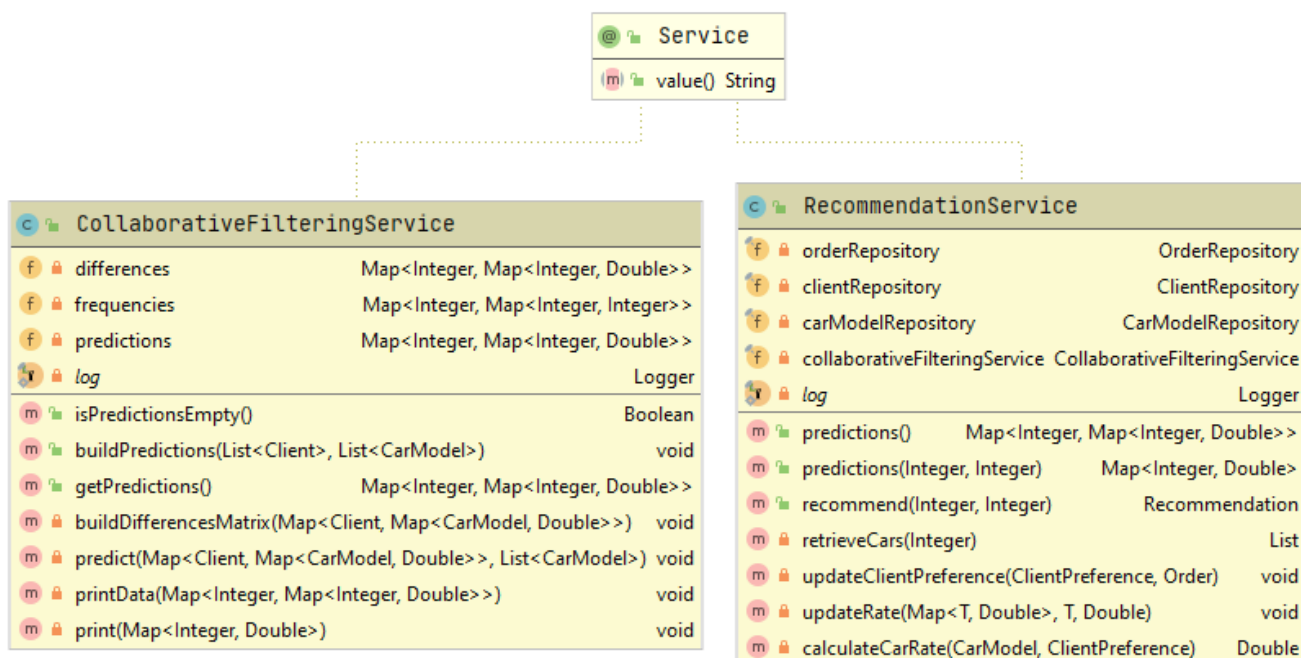 @ Service
m value() String
C CollaborativeFilteringService
f differences Map<Integer, Map<Integer, Double>>
f frequencies Map<Integer, Map<Integer, Integer>>
f predictions Map<Integer, Map<Integer, Double>>
log Logger
m isPredictionsEmpty() Boolean
m buildPredictions(List<Client>, List<CarModel>) void
m getPredictions() Map<Integer, Map<Integer, Double>>
m buildDifferencesMatrix(Map<Client, Map<CarModel, Double>>) void
m predict(Map<Client, Map<CarModel, Double>>, List<CarModel>) void
m printData(Map<Integer, Map<Integer, Double>>) void
m print(Map<Integer, Double>) void
C RecommendationService
f orderRepository OrderRepository
f clientRepository ClientRepository
f carModelRepository CarModelRepository
f collaborativeFilteringService CollaborativeFilteringService
log Logger
m predictions() Map<Integer, Map<Integer, Double>>
m predictions(Integer, Integer) Map<Integer, Double>
m recommend(Integer, Integer) Recommendation
m retrieveCars(Integer) List
m updateClientPreference(ClientPreference, Order) void
m updateRate(Map<T, Double>, T, Double) void
m calculateCarRate(CarModel, ClientPreference) Double